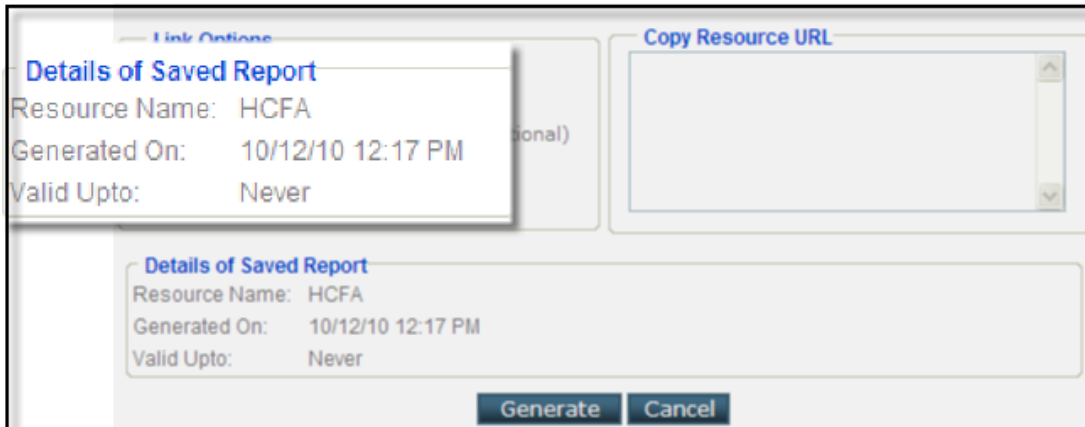 Link Options
Copy Resource URL
Details of Saved Report
Resource Name: HCFA
Generated On: 10/12/10 12:17 PM
Valid Upto: Never
Details of Saved Report
Resource Name: HCFA
Generated On: 10/12/10 12:17 PM
Valid Upto: Never
Generate Cancel